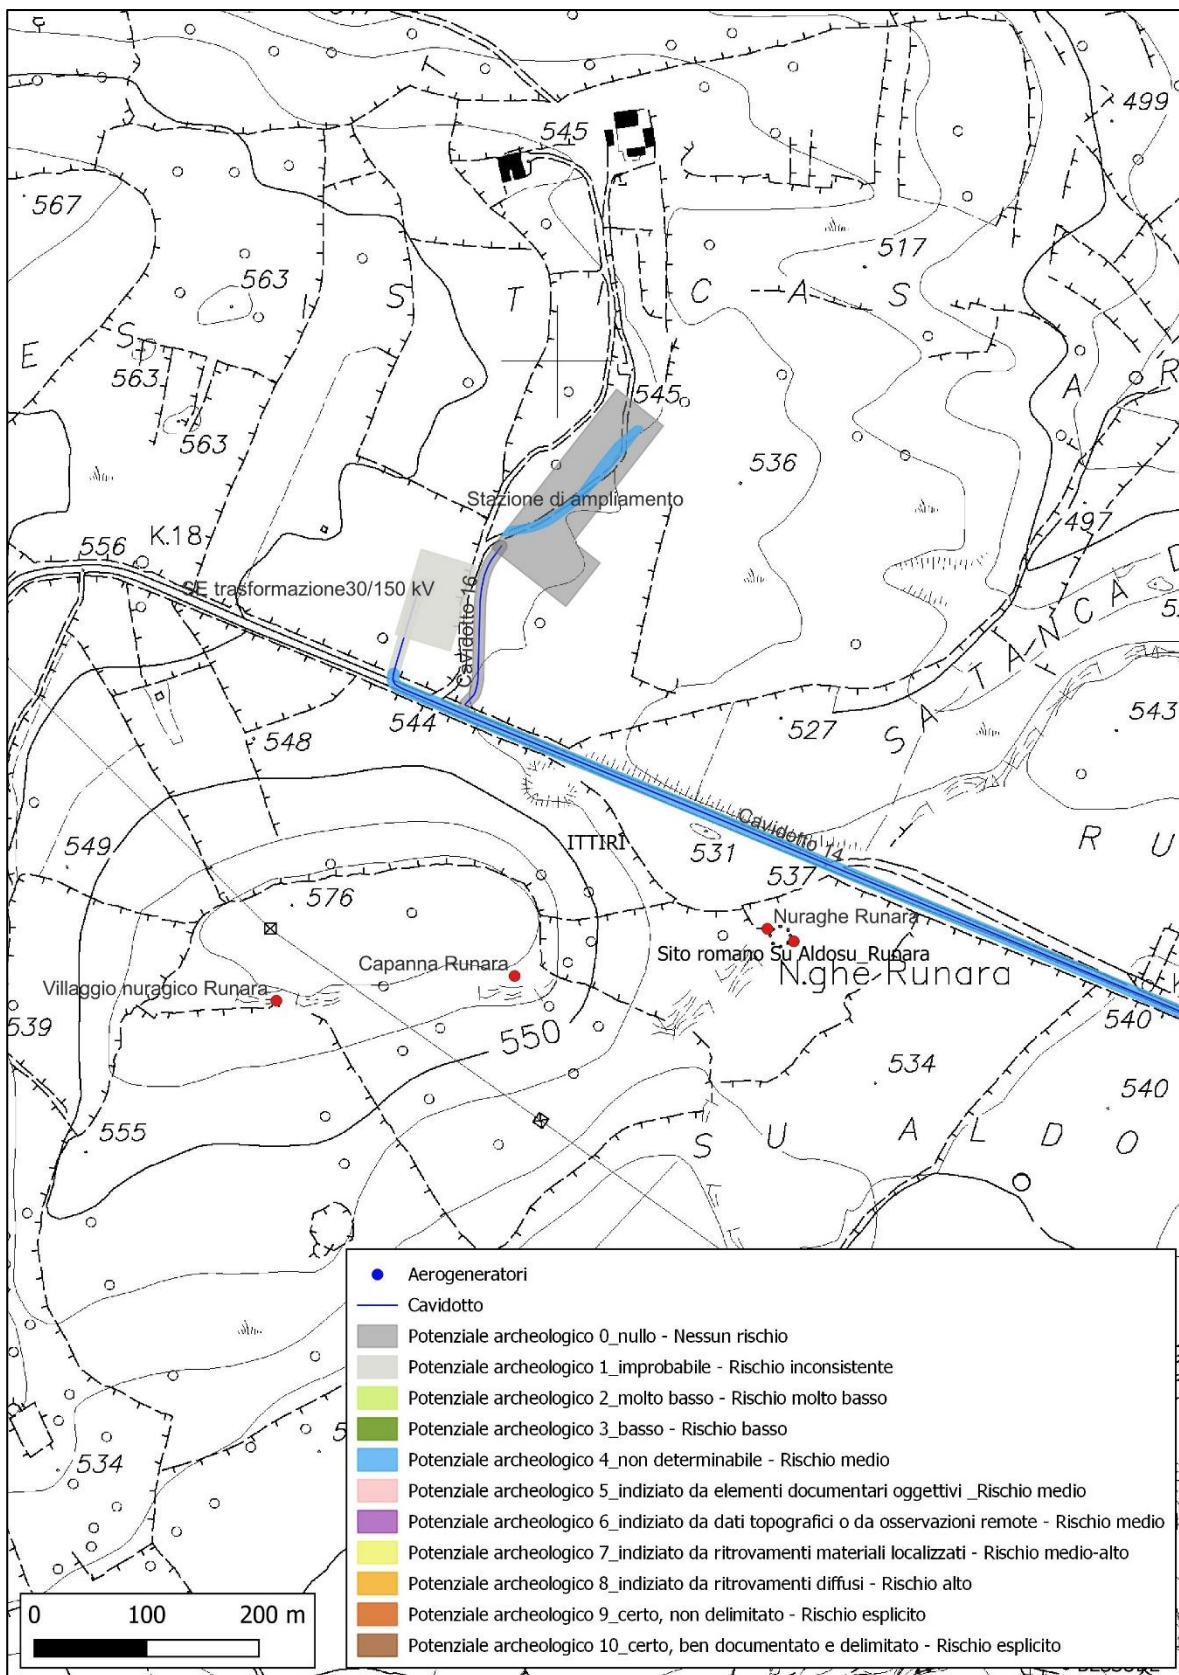 499
545
567
517
563
S T I C A S
E S
A R
563
545
563
536
Stazione di ampliamento
497
K.18
556
SE trasformazione30/150 kV
Cavidotto 16
SA TANCA D
544
527
543
548
Cavidotto 14
ITTIRI
531
R U
549
537
576
Nuraghe Runara
Sito romano Su Aldosu_Runara
Capanna Runara
N.ghe Runara
Villaggio nuragico Runara
539
540
550
534
540
555
S U A L D O
534
Aerogeneratori
Cavidotto
Potenziale archeologico 0_nullo - Nessun rischio
Potenziale archeologico 1_improbabile - Rischio inconsistente
Potenziale archeologico 2_molto basso - Rischio molto basso
Potenziale archeologico 3_basso - Rischio basso
Potenziale archeologico 4_non determinabile - Rischio medio
Potenziale archeologico 5_indiziato da elementi documentari oggettivi _Rischio medio
Potenziale archeologico 6_indiziato da dati topografici o da osservazioni remote - Rischio medio
Potenziale archeologico 7_indiziato da ritrovamenti materiali localizzati - Rischio medio-alto
Potenziale archeologico 8_indiziato da ritrovamenti diffusi - Rischio alto
Potenziale archeologico 9_certo, non delimitato - Rischio esplicito
Potenziale archeologico 10_certo, ben documentato e delimitato - Rischio esplicito
0 100 200 m